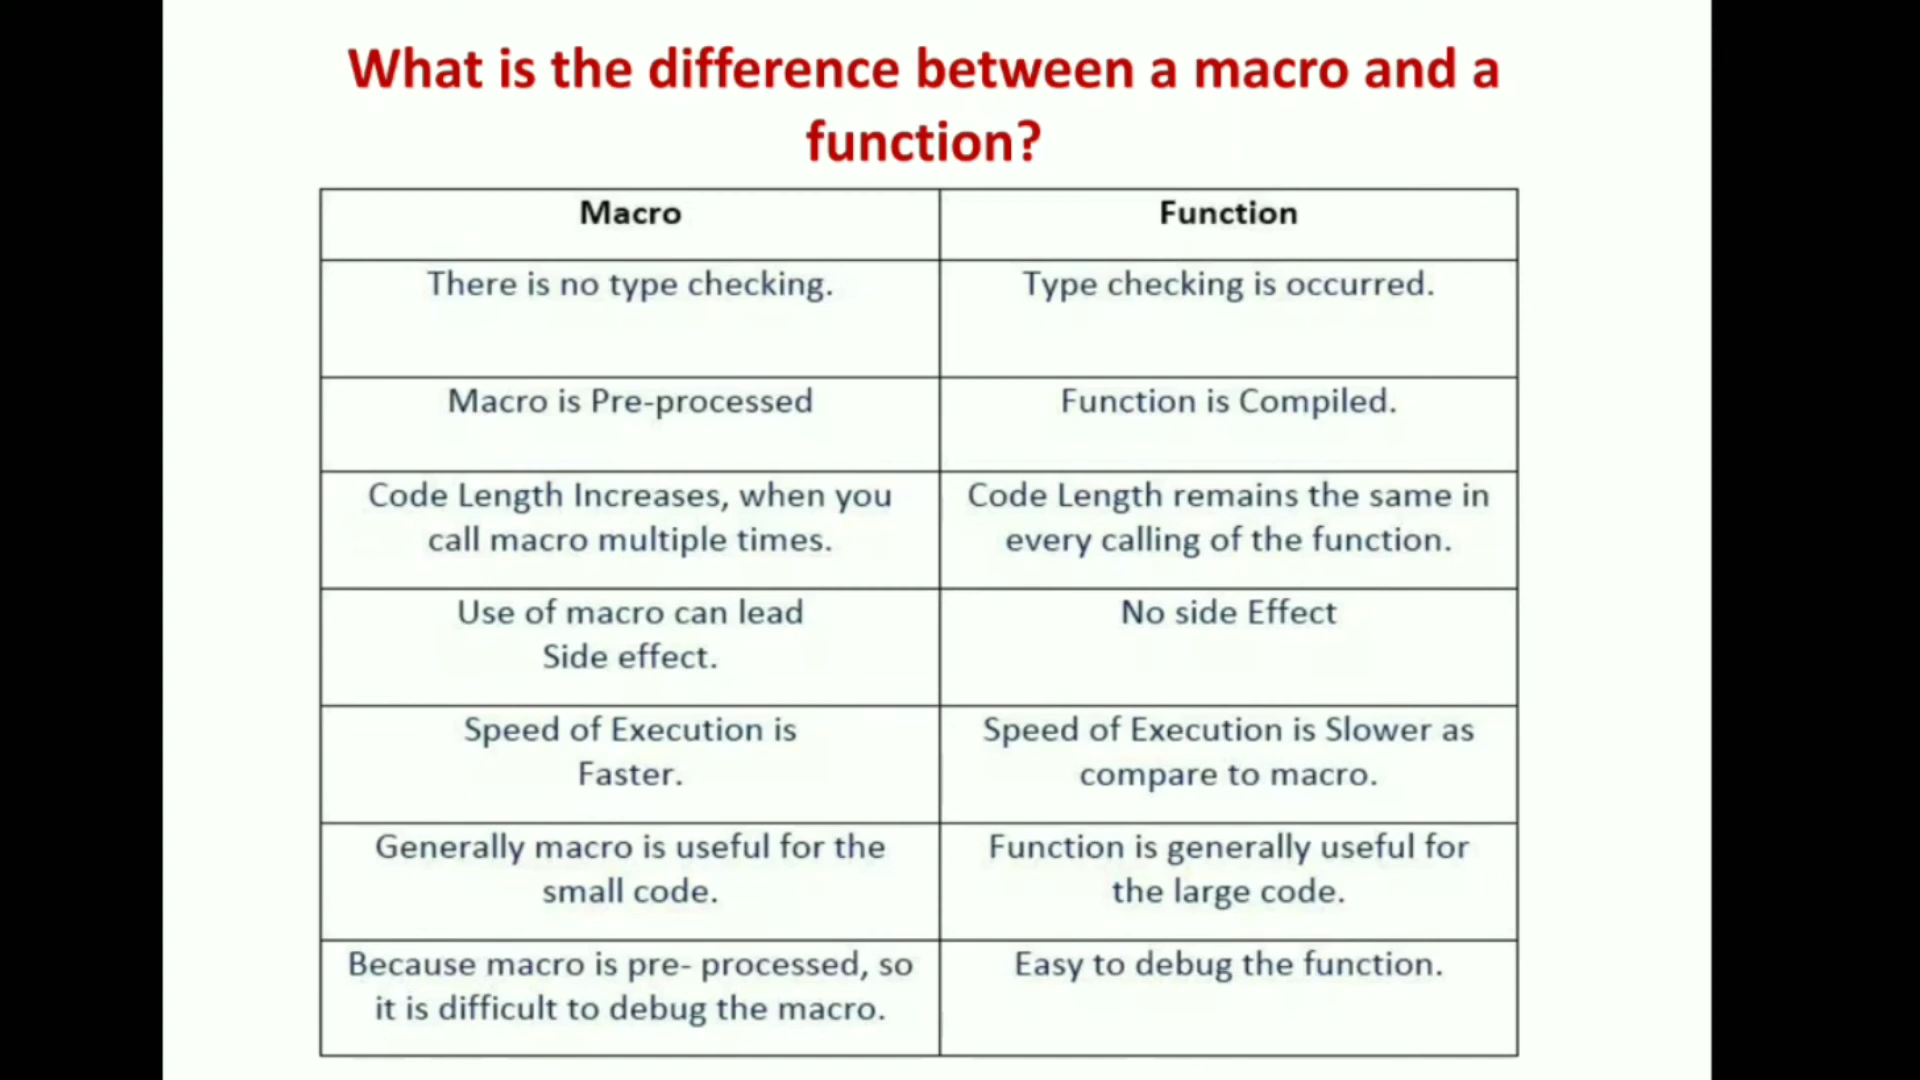 What is the difference between a macro and a
function?
Macro
Function
There is no type checking.
Type checking is occurred.
Macro is Pre-processed
Function is Compiled.
Code Length Increases, when you
call macro multiple times.
Code Length remains the same in
every calling of the function.
Use of macro can lead
Side effect.
No side Effect
Speed of Execution is
Faster.
Speed of Execution is Slower as
compare to macro.
Generally macro is useful for the
small code.
Function is generally useful for
the large code.
Because macro is pre- processed, so
it is difficult to debug the macro.
Easy to debug the function.